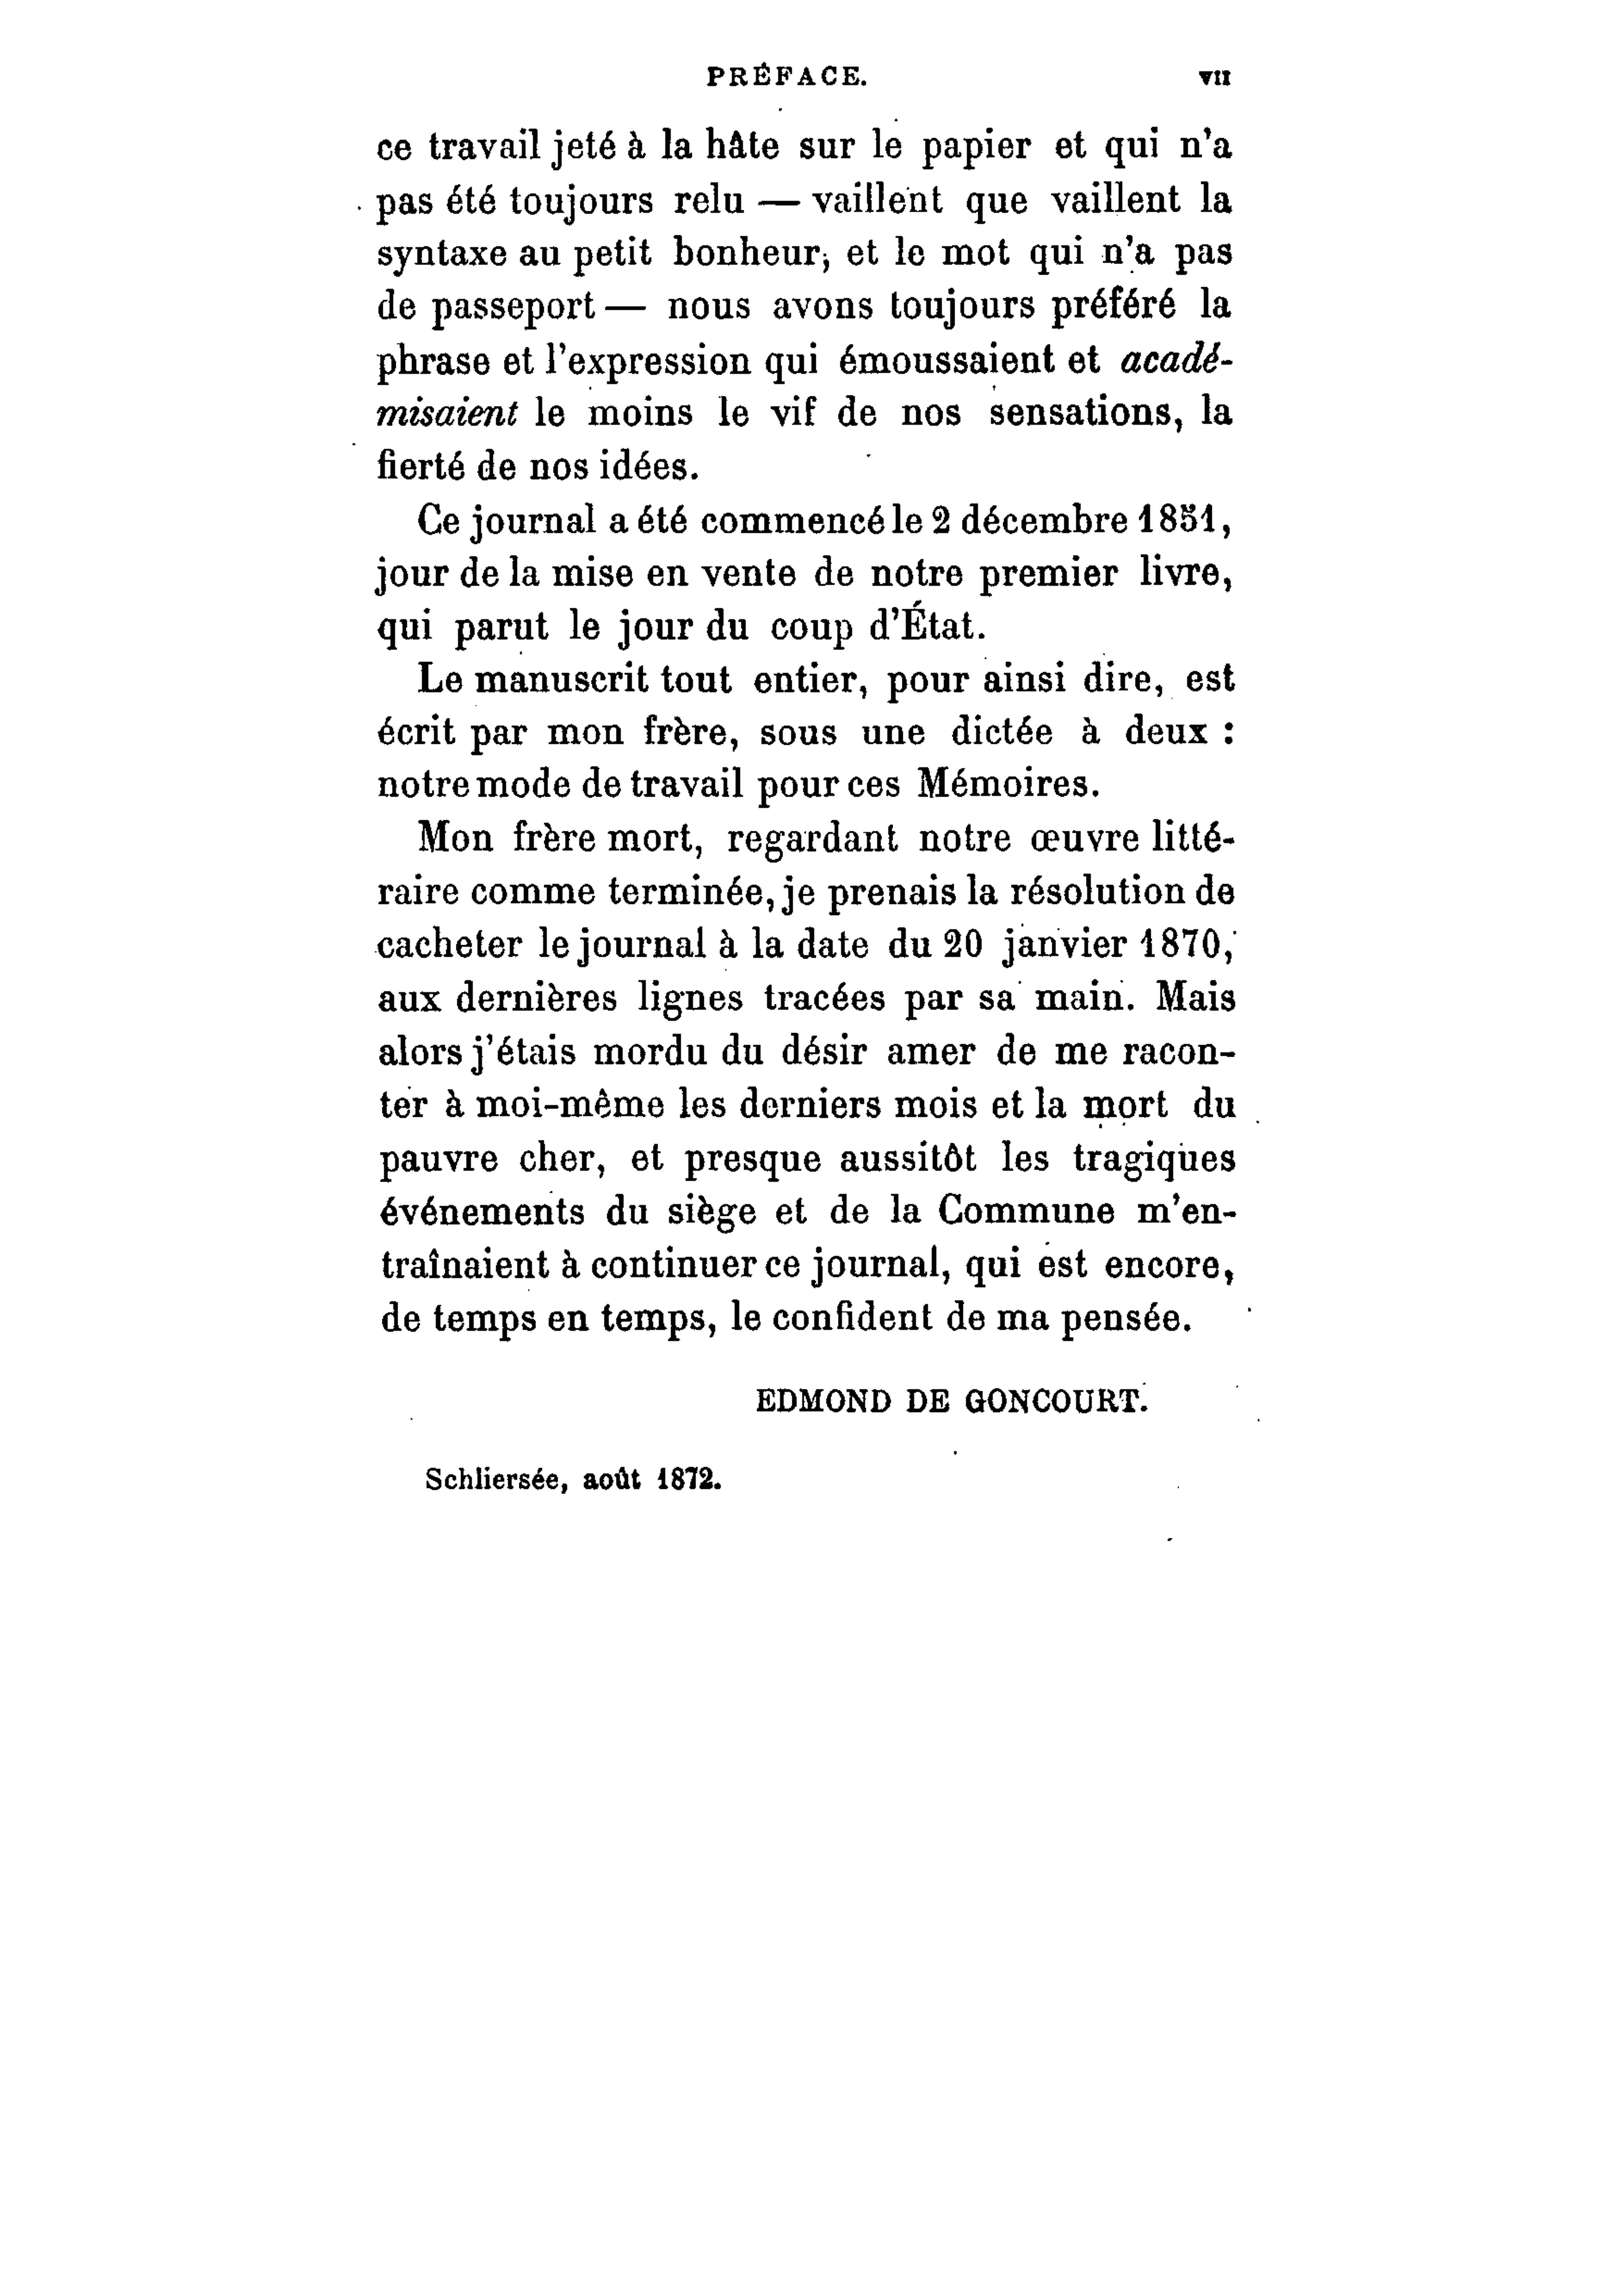 PRÉFACE. VII
ce travail jeté à la hâte sur le papier et qui n'a
pas été toujours relu — vaillent que vaillent la
syntaxe au petit bonheur, et le mot qui n'a pas
de passeport — nous avons toujours préféré la
phrase et l'expression qui émoussaient et acadé-
misaient le moins le vif de nos sensations, la
fierté de nos idées.
Ce journal a été commencé le 2 décembre 1851,
jour de la mise en vente de notre premier livre,
qui parut le jour du coup d'État.
Le manuscrit tout entier, pour ainsi dire, est
écrit par mon frère, sous une dictée à deux :
notre mode de travail pour ces Mémoires.
Mon frère mort, regardant notre œuvre litté-
raire comme terminée, je prenais la résolution de
cacheter le journal à la date du 20 janvier 1870,
aux dernières lignes tracées par sa main. Mais
alors j'étais mordu du désir amer de me racon-
ter à moi-même les derniers mois et la mort du
pauvre cher, et presque aussitôt les tragiques
événements du siège et de la Commune m'en-
traînaient à continuer ce journal, qui est encore,
de temps en temps, le confident de ma pensée.
EDMOND DE GONCOURT.
Schliersée, août 1872.